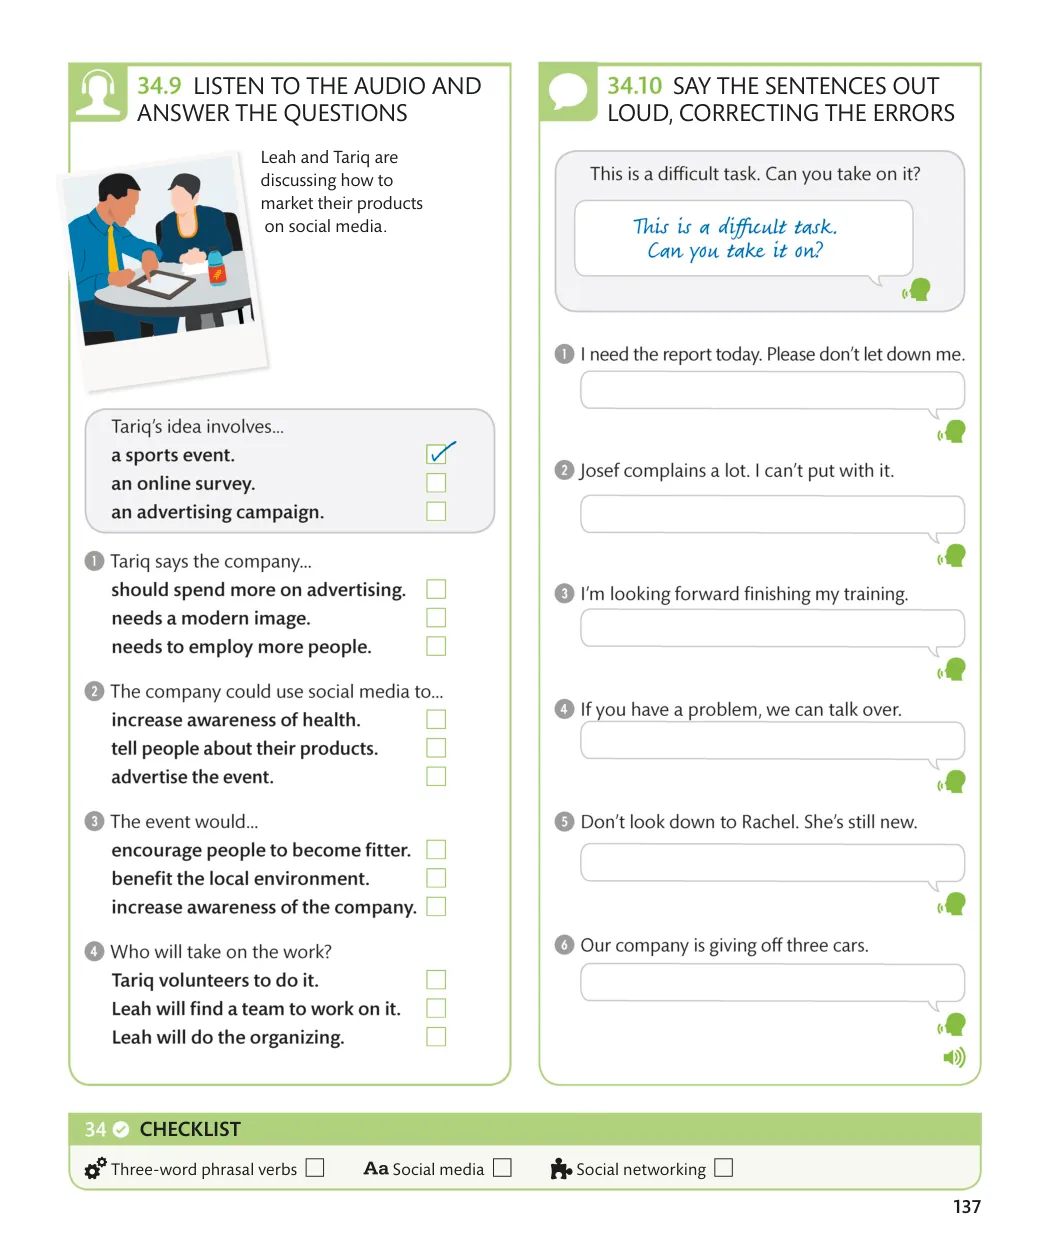 34.9 LISTEN TO THE AUDIO AND
ANSWER THE QUESTIONS
Leah and Tariq are
discussing how to
market their products
on social media.
Tariq's idea involves...
a sports event.
an online survey.
an advertising campaign.
1 Tariq says the company...
should spend more on advertising.
needs a modern image.
needs to employ more people.
2 The company could use social media to...
increase awareness of health.
tell people about their products.
advertise the event.
3 The event would...
encourage people to become fitter.
benefit the local environment.
increase awareness of the company.
4 Who will take on the work?
Tariq volunteers to do it.
Leah will find a team to work on it.
Leah will do the organizing.
34.10 SAY THE SENTENCES OUT
LOUD, CORRECTING THE ERRORS
This is a difficult task. Can you take on it?
This is a difficult task.
Can you take it on?
1 I need the report today. Please don't let down me.
2 Josef complains a lot. I can't put with it.
3 I'm looking forward finishing my training.
4 If you have a problem, we can talk over.
5 Don't look down to Rachel. She's still new.
6 Our company is giving off three cars.
34 CHECKLIST
Three-word phrasal verbs Aa Social media Social networking
137